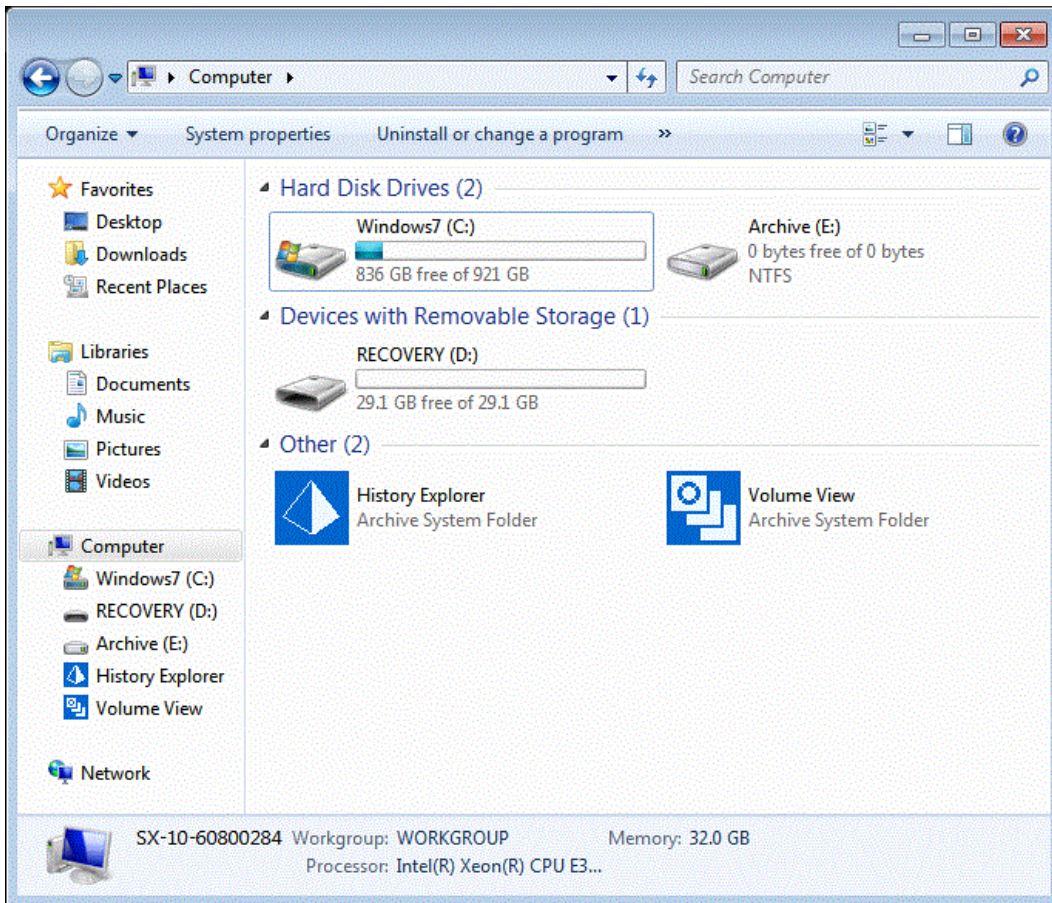 Computer
Search Computer
Organize System properties Uninstall or change a program »
Favorites
Desktop
Downloads
Recent Places
Libraries
Documents
Music
Pictures
Videos
Computer
Windows7 (C:)
RECOVERY (D:)
Archive (E:)
History Explorer
Volume View
Network
Hard Disk Drives (2)
Windows7 (C:)
836 GB free of 921 GB
Archive (E:)
0 bytes free of 0 bytes
NTFS
Devices with Removable Storage (1)
RECOVERY (D:)
29.1 GB free of 29.1 GB
Other (2)
History Explorer
Archive System Folder
Volume View
Archive System Folder
SX-10-60800284 Workgroup: WORKGROUP Memory: 32.0 GB
Processor: Intel(R) Xeon(R) CPU E3...